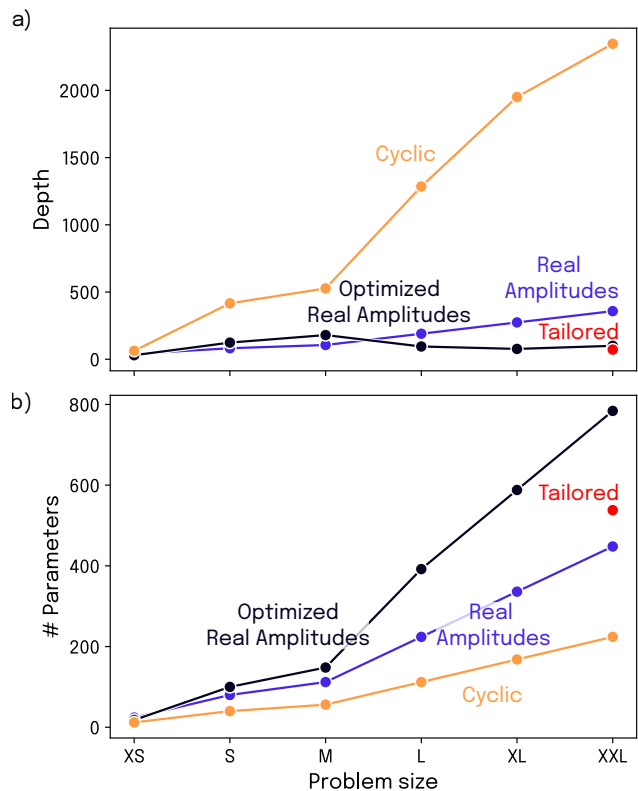 a)
2000
1500
1000
500
0
Depth
Cyclic
Optimized
Real Amplitudes
Real
Amplitudes
Tailored
b)
800
600
400
200
0
# Parameters
Tailored
Optimized
Real Amplitudes
Real
Amplitudes
Cyclic
XS S M L XL XXL
Problem size